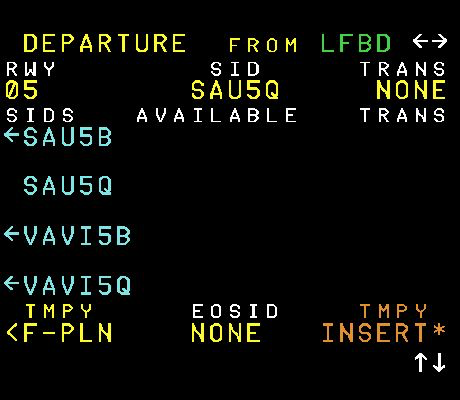 DEPARTURE FROM LFBD ←→
RWY SID TRANS
05 SAU5Q NONE
SIDS AVAILABLE TRANS
←SAU5B
SAU5Q
←VAVI5B
←VAVI5Q
TMPY EOSID TMPY
<F-PLN NONE INSERT*
↑↓